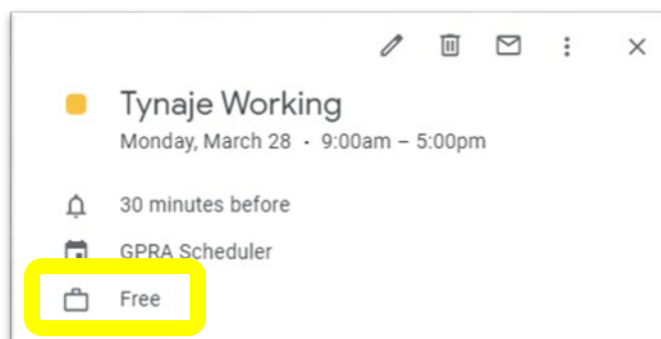 Tynaje Working
Monday, March 28 • 9:00am – 5:00pm
30 minutes before
GPRA Scheduler
Free